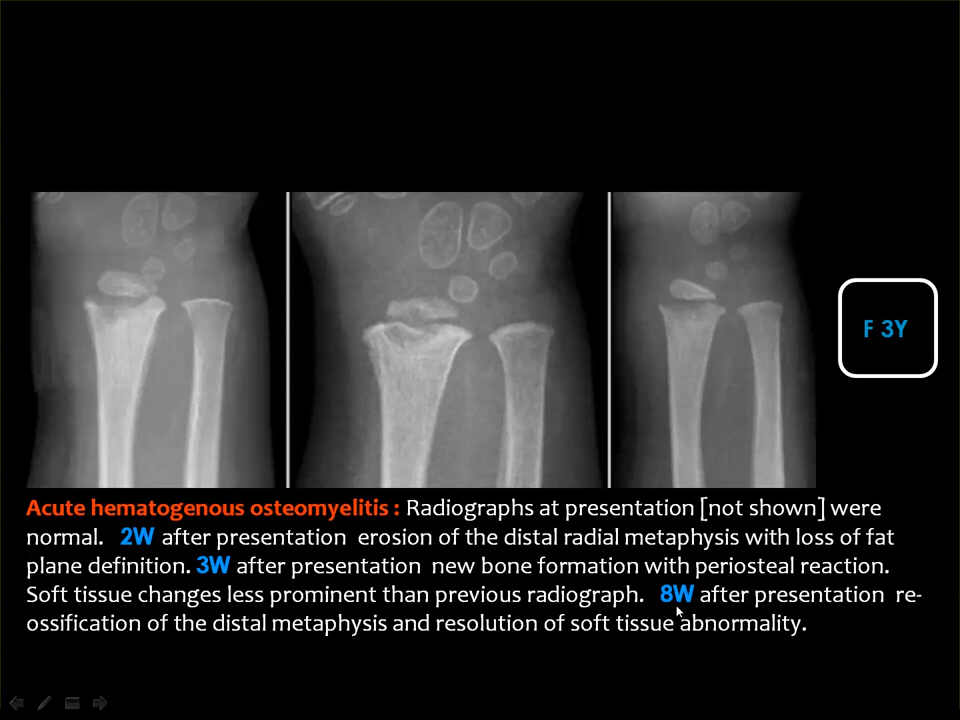 F 3Y
Acute hematogenous osteomyelitis : Radiographs at presentation [not shown] were
normal. 2W after presentation erosion of the distal radial metaphysis with loss of fat
plane definition. 3W after presentation new bone formation with periosteal reaction.
Soft tissue changes less prominent than previous radiograph. 8W after presentation re-
ossification of the distal metaphysis and resolution of soft tissue abnormality.